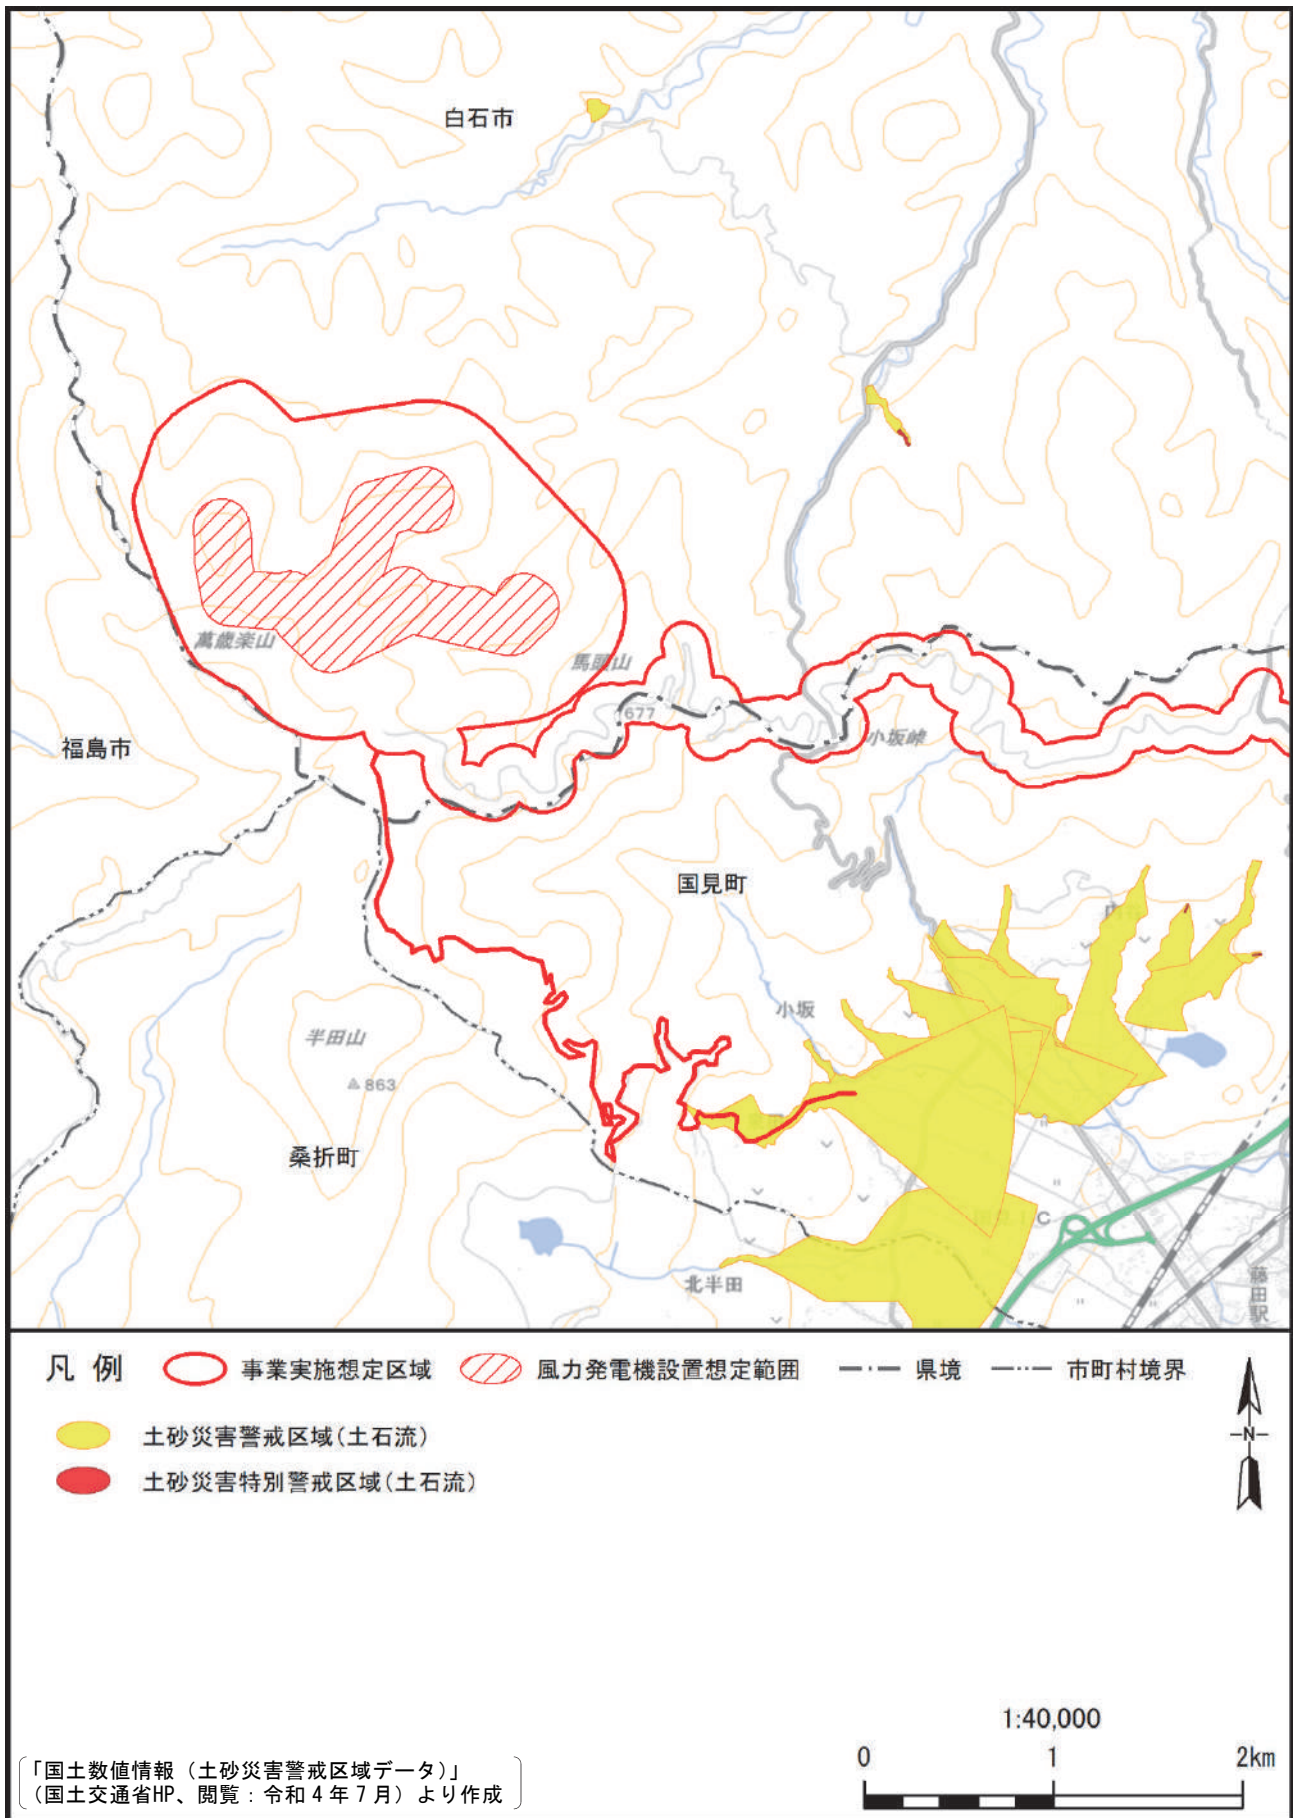 白石市
萬歳楽山
馬頭山
677
小坂峠
福島市
国見町
小坂
半田山
863
桑折町
C
北半田
藤田駅
凡例
事業実施想定区域
風力発電機設置想定範囲
県境
市町村境界
土砂災害警戒区域(土石流)
土砂災害特別警戒区域(土石流)
N
1:40,000
0 1 2km
「国土数値情報（土砂災害警戒区域データ）」
（国土交通省HP、閲覧：令和4年7月）より作成